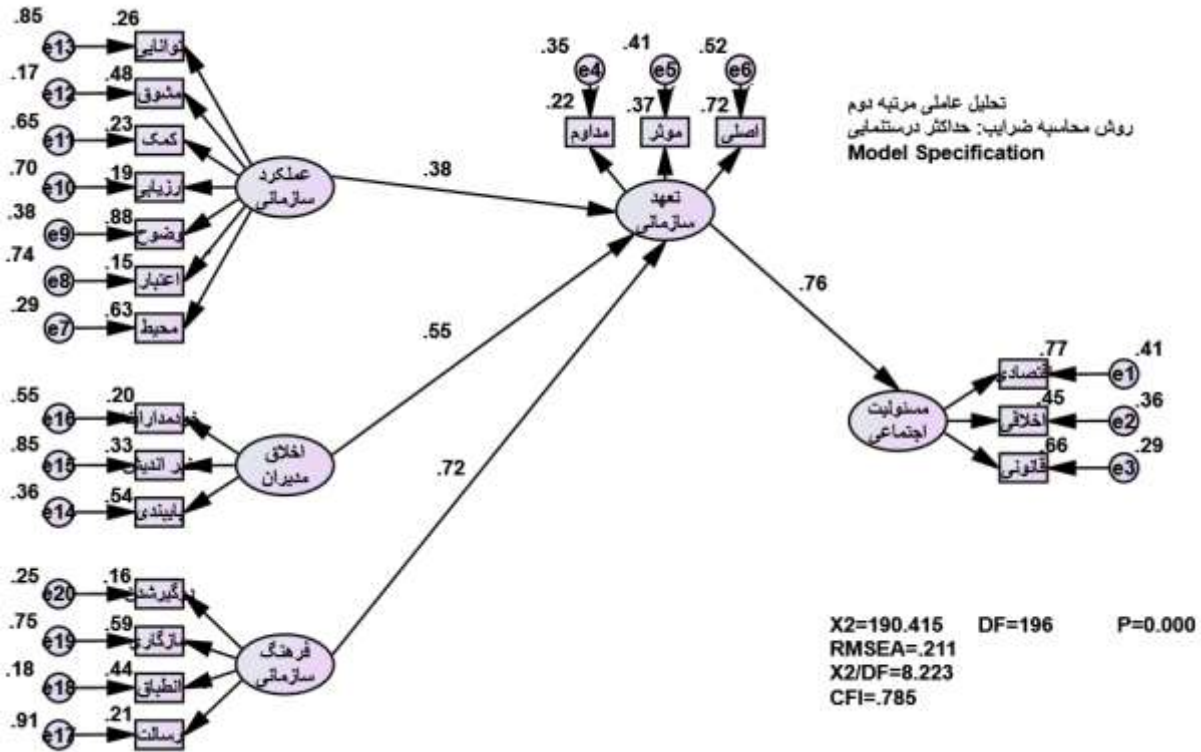 .85
e13
.26
توانایی
.17
e12
.48
مشوق
.65
e11
.23
کمک
.70
e10
.19
ارزیابی
.38
e9
.88
وضوح
.74
e8
.15
اعتبار
.29
e7
.63
محیط
عملکرد
سازمانی
.38
.35
e4
.22
مداوم
.41
e5
.37
موثر
.52
e6
.72
اصلی
تعهد
سازمانی
تحلیل عاملی مرتبه دوم
روش محاسبه ضرایب: حداکثر درستنمایی
Model Specification
.55
e16
.20
.85
e15
.33
.36
e14
.54
پایبندی
اخلاق
مدیران
.55
.76
.72
مسئولیت
اجتماعی
.77
اقتصادی
e1
.41
.45
اخلاقی
e2
.36
.66
قانونی
e3
.29
.25
e20
.16
.75
e19
.59
سازگاری
.18
e18
.44
انطباق
.91
e17
.21
رسالت
فرهنگ
سازمانی
X2=190.415 DF=196 P=0.000
RMSEA=.211
X2/DF=8.223
CFI=.785